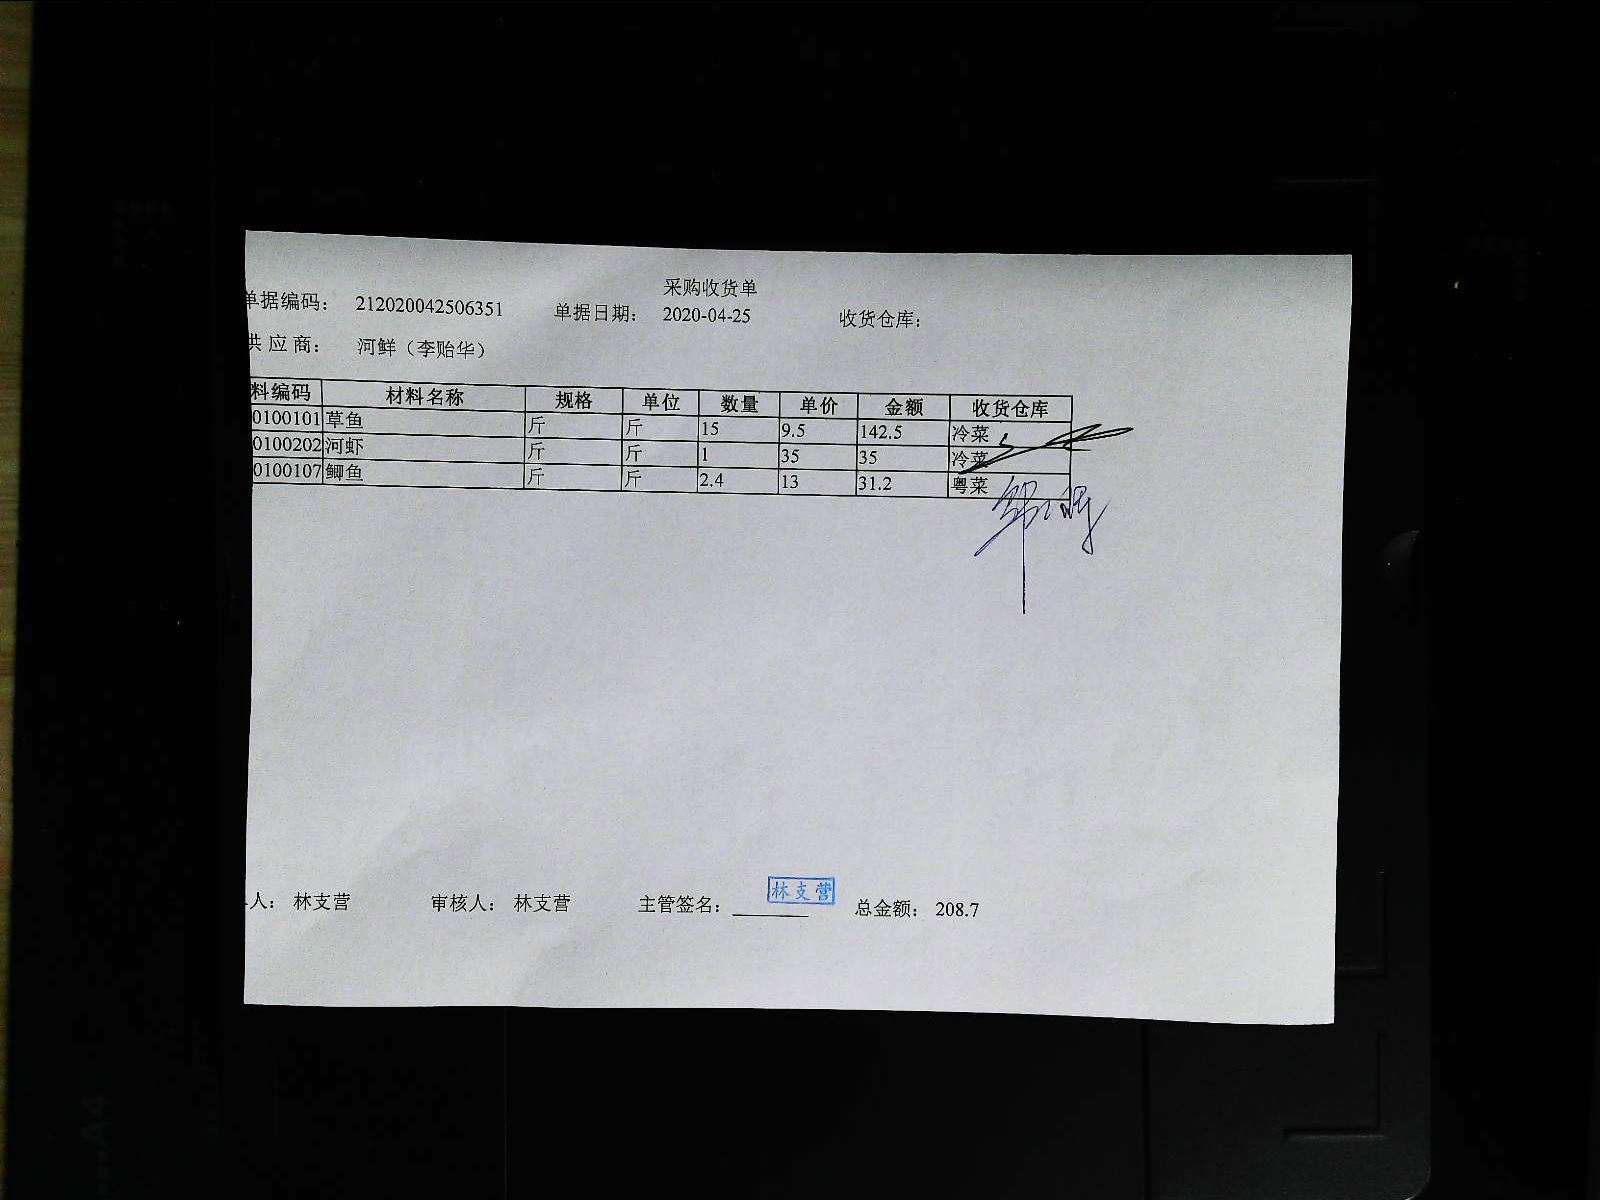 采购收货单
单据编码： 212020042506351 单据日期： 2020-04-25 收货仓库：
供应商： 河鲜（李贻华）
料编码 材料名称 规格 单位 数量 单价 金额 收货仓库
0100101 草鱼 斤 斤 15 9.5 142.5 冷菜
0100202 河虾 斤 斤 1 35 35 冷菜
0100107 鲫鱼 斤 斤 2.4 13 31.2 粤菜
人： 林支营 审核人： 林支营 主管签名： 林支营 总金额： 208.7
A4